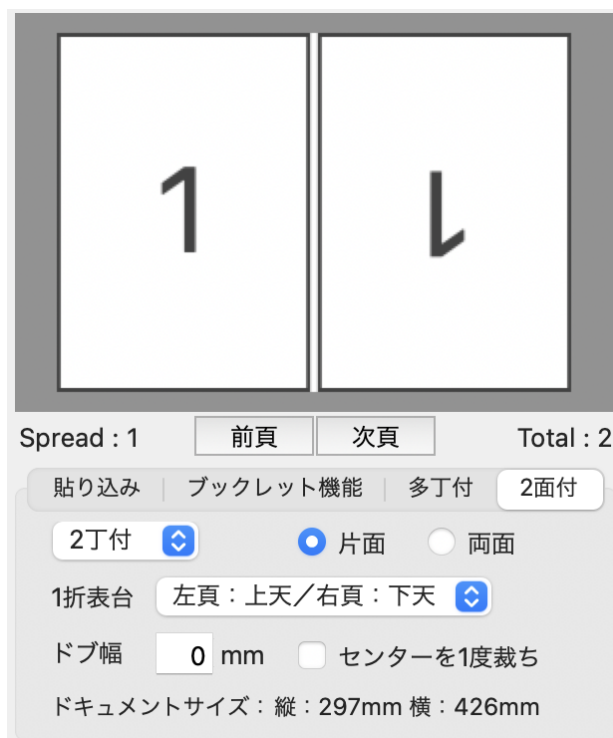 1 1
Spread : 1 前頁 次頁 Total : 2
貼り込み ブックレット機能 多丁付 2面付
2丁付 片面 両面
1折表台 左頁：上天／右頁：下天
ドブ幅 0 mm センターを1度裁ち
ドキュメントサイズ： 縦：297mm 横：426mm